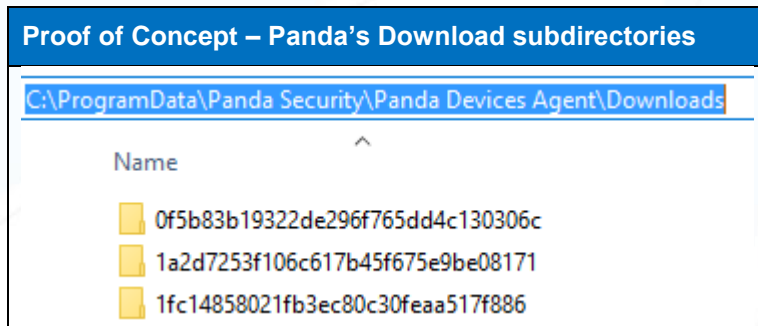 Proof of Concept – Panda's Download subdirectories
C:\ProgramData\Panda Security\Panda Devices Agent\Downloads
Name
0f5b83b19322de296f765dd4c130306c
1a2d7253f106c617b45f675e9be08171
1fc14858021fb3ec80c30feaa517f886